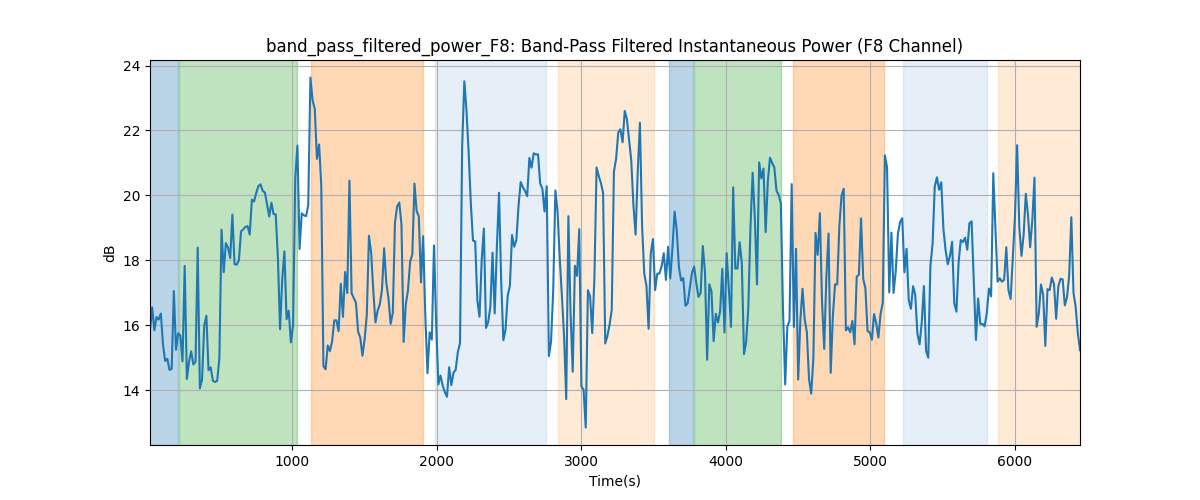 band_pass_filtered_power_F8: Band-Pass Filtered Instantaneous Power (F8 Channel)
dB
24
22
20
18
16
14
1000 2000 3000 4000 5000 6000
Time(s)